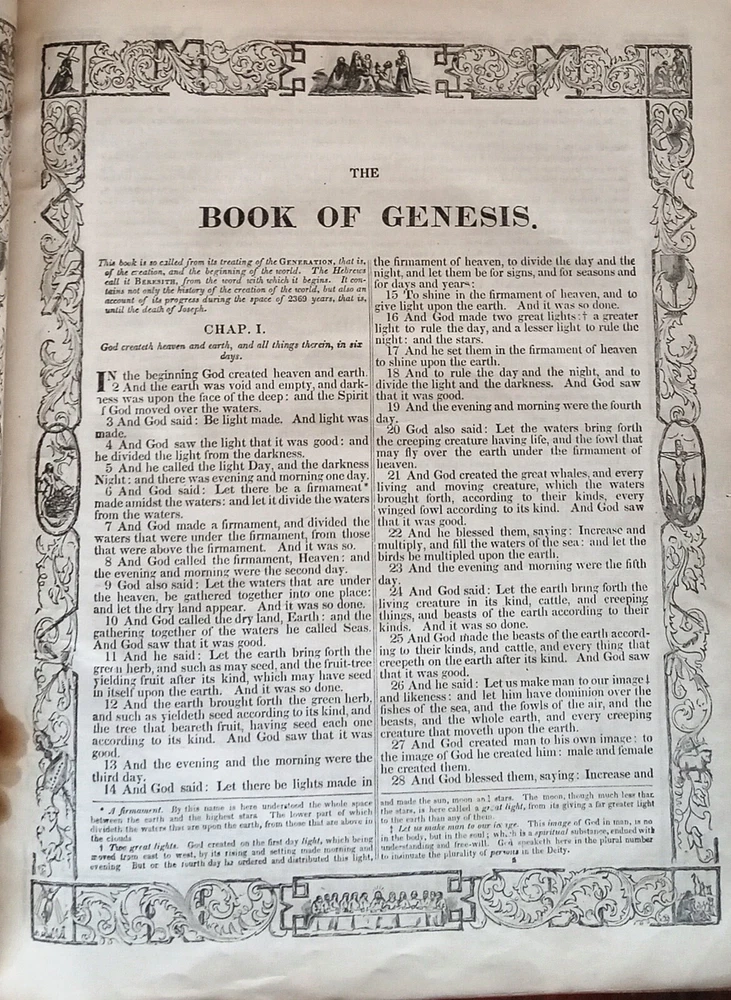 THE
BOOK OF GENESIS.
This book is so called from its treating of the GENERATION, that is,
of the creation, and the beginning of the world. The Hebrews
call it BERESITH, from the word with which it begins. It con-
tains not only the history of the creation of the world, but also an
account of its progress during the space of 2369 years, that is,
until the death of Joseph.
CHAP. I.
God createth heaven and earth, and all things therein, in six
days.
IN the beginning God created heaven and earth.
2 And the earth was void and empty, and dark-
ness was upon the face of the deep: and the Spirit
f God moved over the waters.
3 And God said: Be light made. And light was
made.
4 And God saw the light that it was good: and
he divided the light from the darkness.
5 And he called the light Day, and the darkness
Night: and there was evening and morning one day.
6 And God said: Let there be a firmament*
made amidst the waters: and let it divide the waters
from the waters.
7 And God made a firmament, and divided the
waters that were under the firmament, from those
that were above the firmament. And it was so.
8 And God called the firmament, Heaven: and
the evening and morning were the second day.
9 God also said: Let the waters that are under
the heaven, be gathered together into one place:
and let the dry land appear. And it was so done.
10 And God called the dry land, Earth: and the
gathering together of the waters he called Seas.
And God saw that it was good.
11 And he said: Let the earth bring forth the
green herb, and such as may seed, and the fruit-tree
yielding fruit after its kind, which may have seed
in itself upon the earth. And it was so done.
12 And the earth brought forth the green herb,
and such as yieldeth seed according to its kind, and
the tree that beareth fruit, having seed each one
according to its kind. And God saw that it was
good.
13 And the evening and the morning were the
third day.
14 And God said: Let there be lights made in
* A firmament. By this name is here understood the whole space
between the earth and the highest stars The lower part of which
divideth the waters that are upon the earth, from those that are above in
the clouds
† Two great lights. God created on the first day light, which being
moved from east to west, by its rising and setting made morning and
evening But on the fourth day he ordered and distributed this light,
the firmament of heaven, to divide the day and the
night, and let them be for signs, and for seasons and
for days and years:
15 To shine in the firmament of heaven, and to
give light upon the earth. And it was so done.
16 And God made two great lights:† a greater
light to rule the day, and a lesser light to rule the
night: and the stars.
17 And he set them in the firmament of heaven
to shine upon the earth.
18 And to rule the day and the night, and to
divide the light and the darkness. And God saw
that it was good.
19 And the evening and morning were the fourth
day.
20 God also said: Let the waters bring forth
the creeping creature having life, and the fowl that
may fly over the earth under the firmament of
heaven.
21 And God created the great whales, and every
living and moving creature, which the waters
brought forth, according to their kinds, every
winged fowl according to its kind. And God saw
that it was good.
22 And he blessed them, saying: Increase and
multiply, and fill the waters of the sea: and let the
birds be multipled upon the earth.
23 And the evening and morning were the fifth
day.
24 And God said: Let the earth bring forth the
living creature in its kind, cattle, and creeping
things, and beasts of the earth according to their
kinds. And it was so done.
25 And God made the beasts of the earth accord-
ing to their kinds, and cattle, and every thing that
creepeth on the earth after its kind. And God saw
that it was good.
26 And he said: Let us make man to our image‡
and likeness: and let him have dominion over the
fishes of the sea, and the fowls of the air, and the
beasts, and the whole earth, and every creeping
creature that moveth upon the earth.
27 And God created man to his own image: to
the image of God he created him: male and female
he created them.
28 And God blessed them, saying: Increase and
and made the sun, moon and stars. The moon, though much less than
the stars, is here called a great light, from its giving a far greater light
to the earth than any of them.
‡ Let us make man to our image. This image of God in man, is no
in the body, but in the soul; which is a spiritual substance, endued with
understanding and free-will. God speaketh here in the plural number
to insinuate the plurality of persons in the Deity.